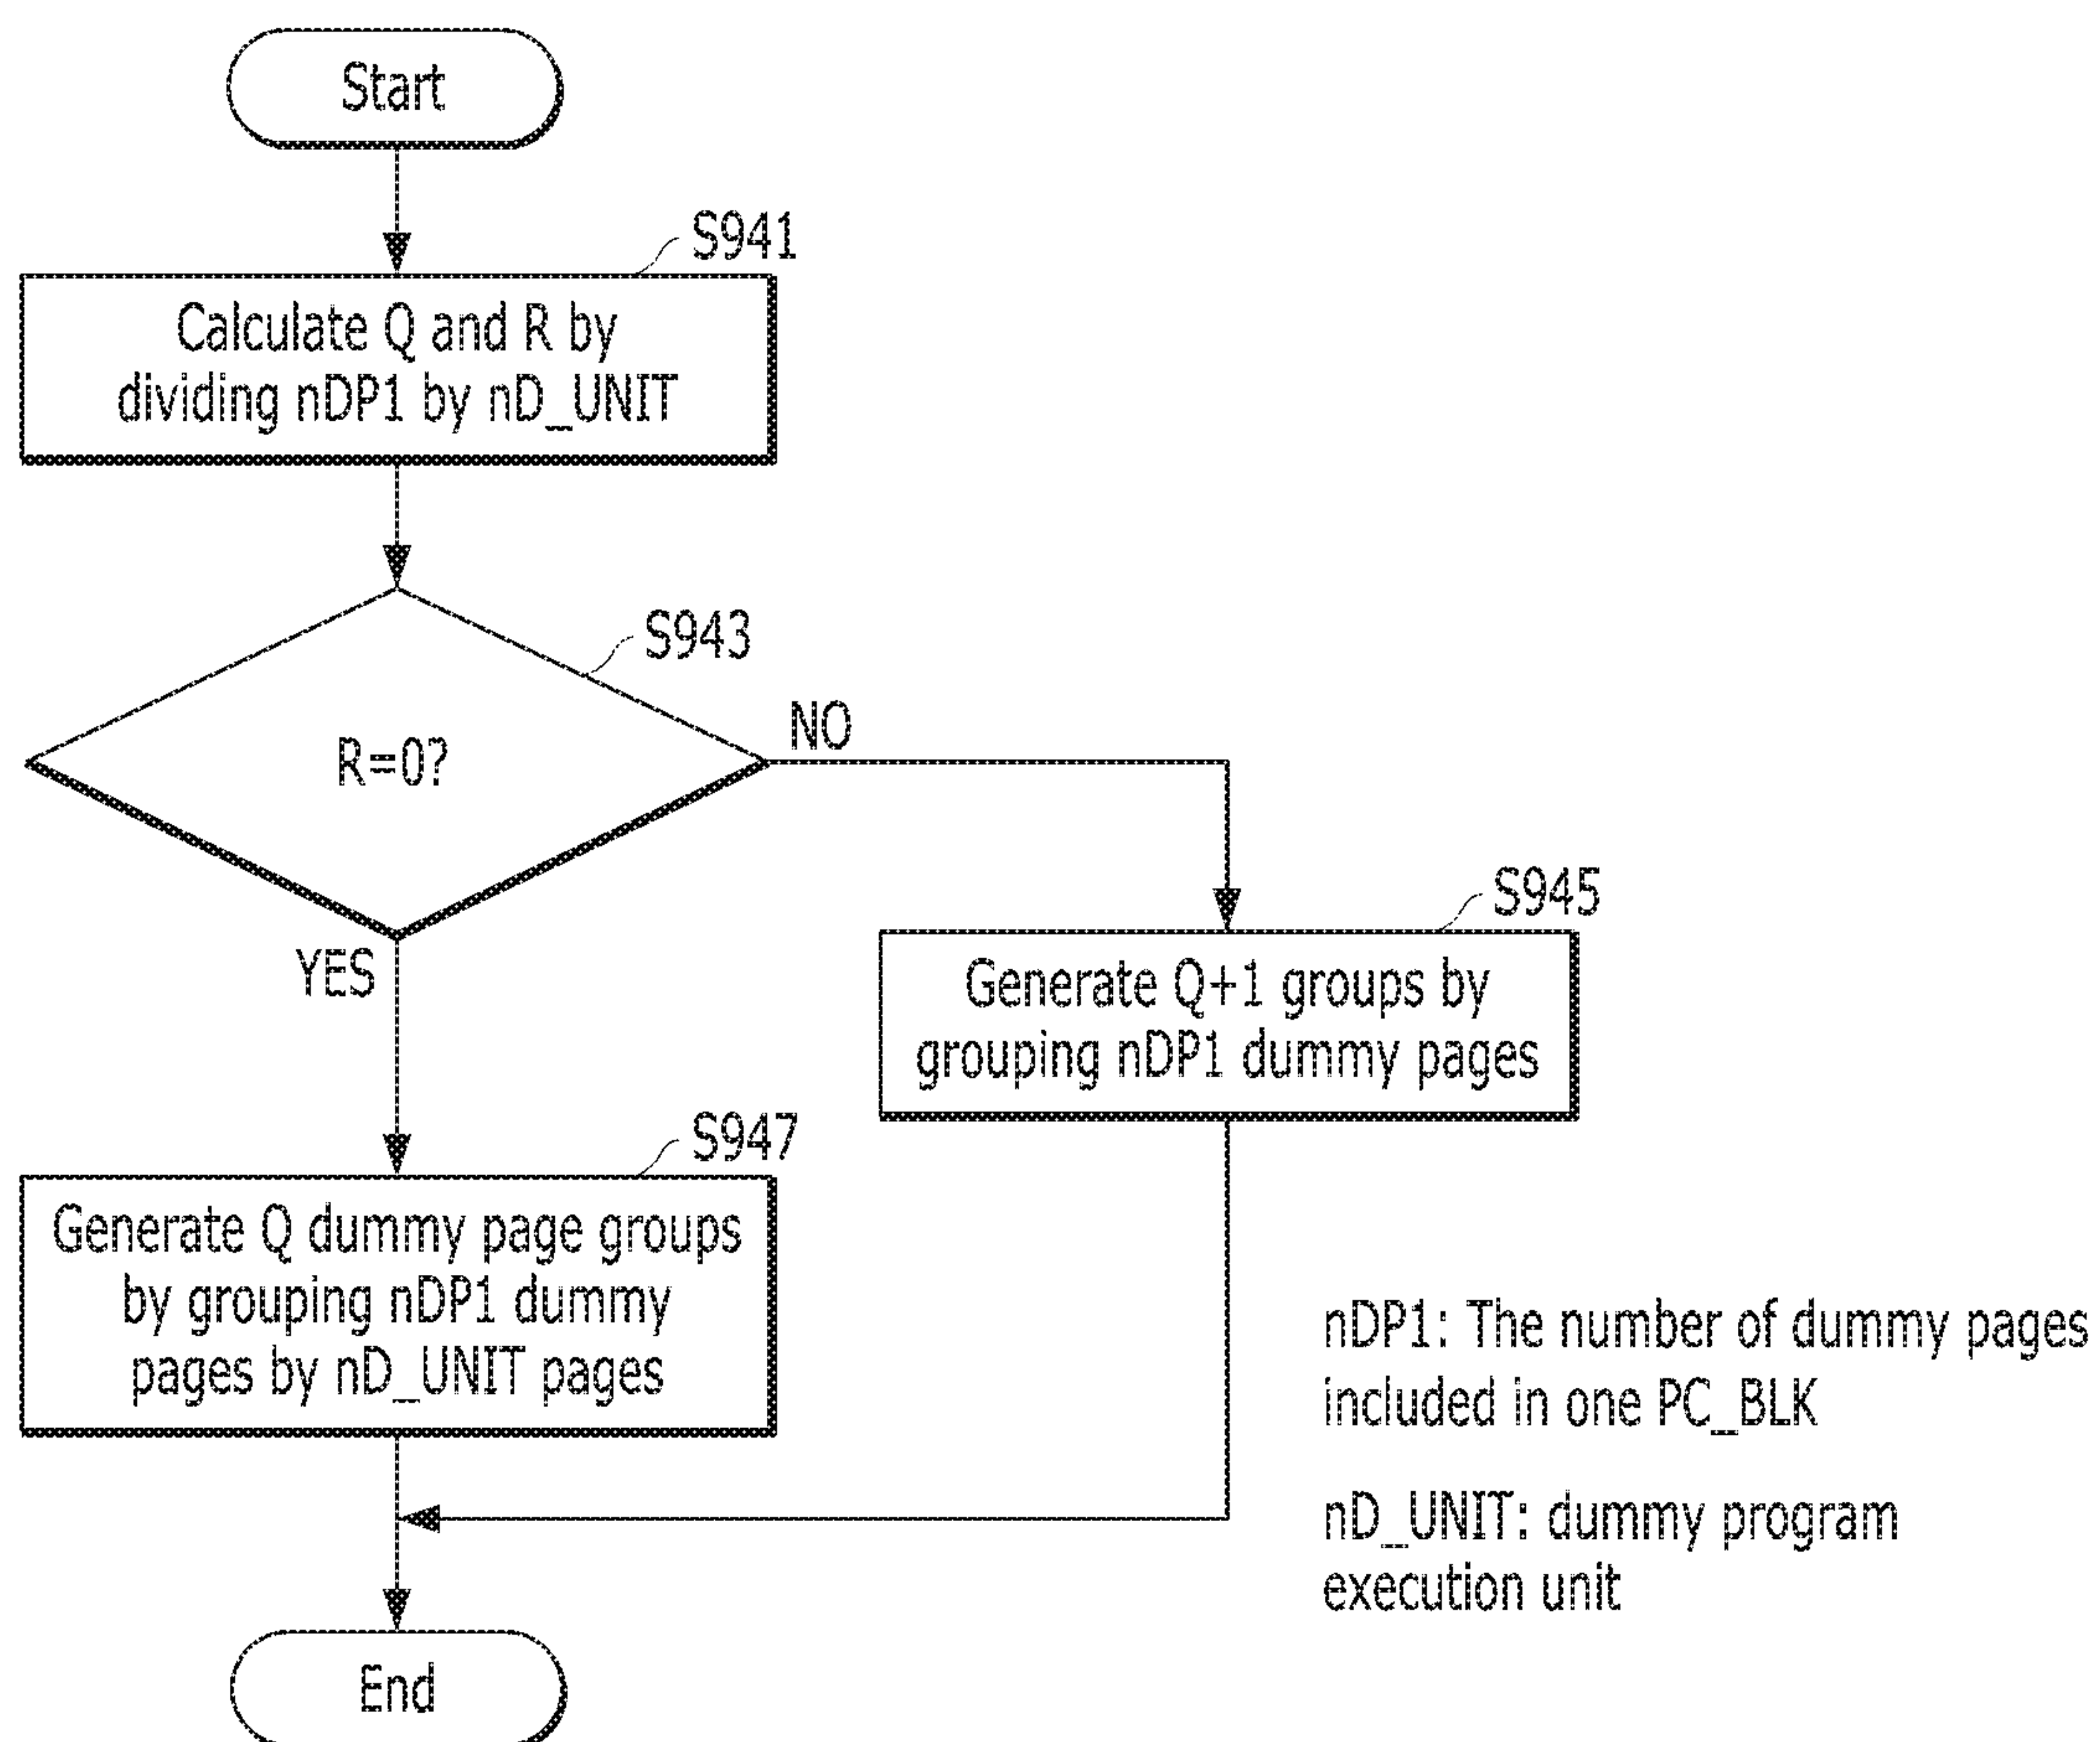 Start
S941
Calculate Q and R by
dividing nDP1 by nD_UNIT
S943
R=0?
NO
YES
S945
Generate Q+1 groups by
grouping nDP1 dummy pages
S947
Generate Q dummy page groups
by grouping nDP1 dummy
pages by nD_UNIT pages
nDP1: The number of dummy pages
included in one PC_BLK
nD_UNIT: dummy program
execution unit
End